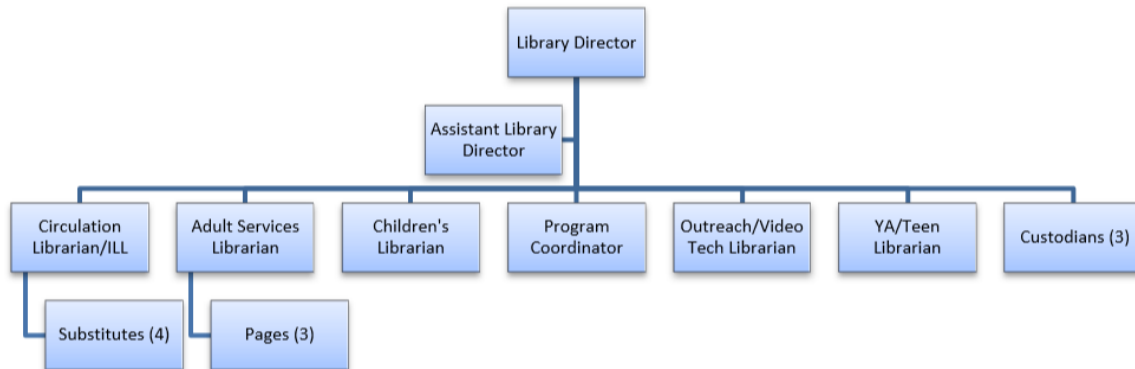 Library Director
Assistant Library
Director
Circulation
Librarian/ILL
Adult Services
Librarian
Children's
Librarian
Program
Coordinator
Outreach/Video
Tech Librarian
YA/Teen
Librarian
Custodians (3)
Substitutes (4)
Pages (3)